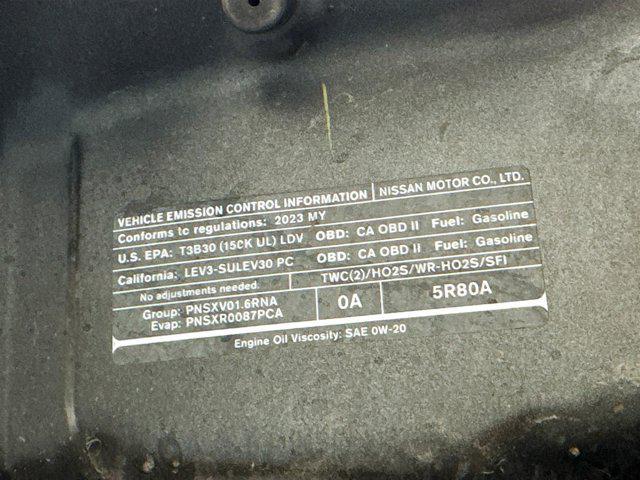 VEHICLE EMISSION CONTROL INFORMATION NISSAN MOTOR CO., LTD.
Conforms to regulations: 2023 MY
U.S. EPA: T3B30 (15CK UL) LDV OBD: CA OBD II Fuel: Gasoline
California: LEV3-SULEV30 PC OBD: CA OBD II Fuel: Gasoline
No adjustments needed. TWC(2)/HO2S/WR-HO2S/SFI
Group: PNSXV01.6RNA 0A 5R80A
Evap: PNSXR0087PCA
Engine Oil Viscosity: SAE 0W-20